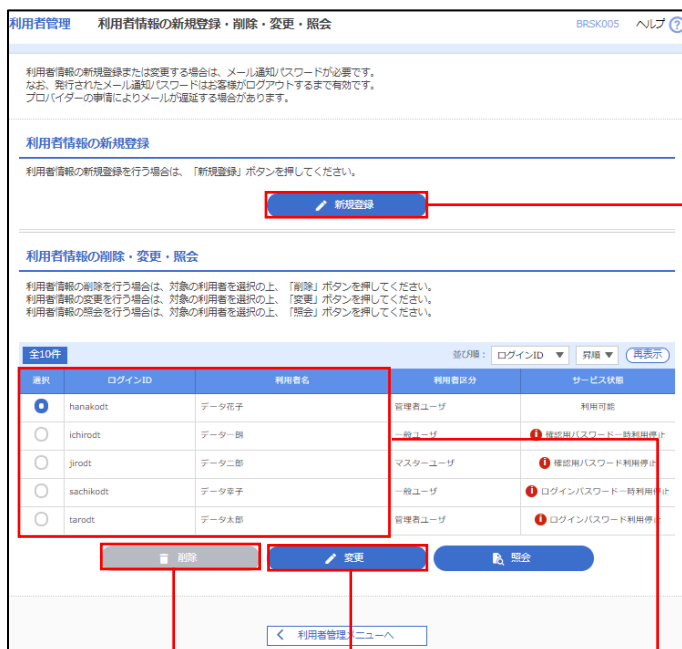 利用者管理 利用者情報の新規登録・削除・変更・照会 BRSK005 ヘルプ ?
利用者情報の新規登録または変更する場合は、メール通知パスワードが必要です。
なお、発行されたメール通知パスワードはお客様がログアウトするまで有効です。
プロバイダーの事情によりメールが遅延する場合があります。
利用者情報の新規登録
利用者情報の新規登録を行う場合は、「新規登録」ボタンを押してください。
新規登録
利用者情報の削除・変更・照会
利用者情報の削除を行う場合は、対象の利用者を選択の上、「削除」ボタンを押してください。
利用者情報の変更を行う場合は、対象の利用者を選択の上、「変更」ボタンを押してください。
利用者情報の照会を行う場合は、対象の利用者を選択の上、「照会」ボタンを押してください。
全10件 並び順: ログインID ▼ 昇順 ▼ 再表示
選択 ログインID 利用者名 利用者区分 サービス状態
hanakodt データ花子 管理者ユーザ 利用可能
ichirodt データ一朗 一般ユーザ 確認用パスワード一時利用停止
jirodt データ二郎 マスターユーザ 確認用パスワード利用停止
sachikodt データ幸子 一般ユーザ ログインパスワード一時利用停止
tarodt データ太郎 管理者ユーザ ログインパスワード利用停止
削除 変更 照会
利用者管理メニューへ